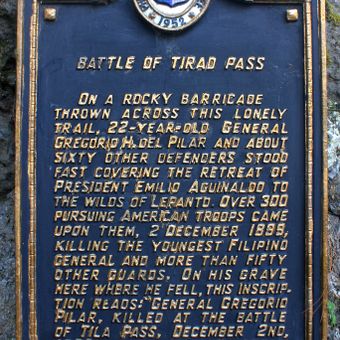 1952
BATTLE OF TIRAD PASS
ON A ROCKY BARRICADE
THROWN ACROSS THIS LONELY
TRAIL, 22-YEAR-OLD GENERAL
GREGORIO H. DEL PILAR AND ABOUT
SIXTY OTHER DEFENDERS STOOD
FAST COVERING THE RETREAT OF
PRESIDENT EMILIO AGUINALDO TO
THE WILDS OF LEPANTO. OVER 300
PURSUING AMERICAN TROOPS CAME
UPON THEM, 2 DECEMBER 1899,
KILLING THE YOUNGEST FILIPINO
GENERAL AND MORE THAN FIFTY
OTHER GUARDS. ON HIS GRAVE
HERE WHERE HE FELL, THIS INSCRIP-
TION READS: "GENERAL GREGORIO
PILAR, KILLED AT THE BATTLE
OF TILA PASS, DECEMBER 2ND,